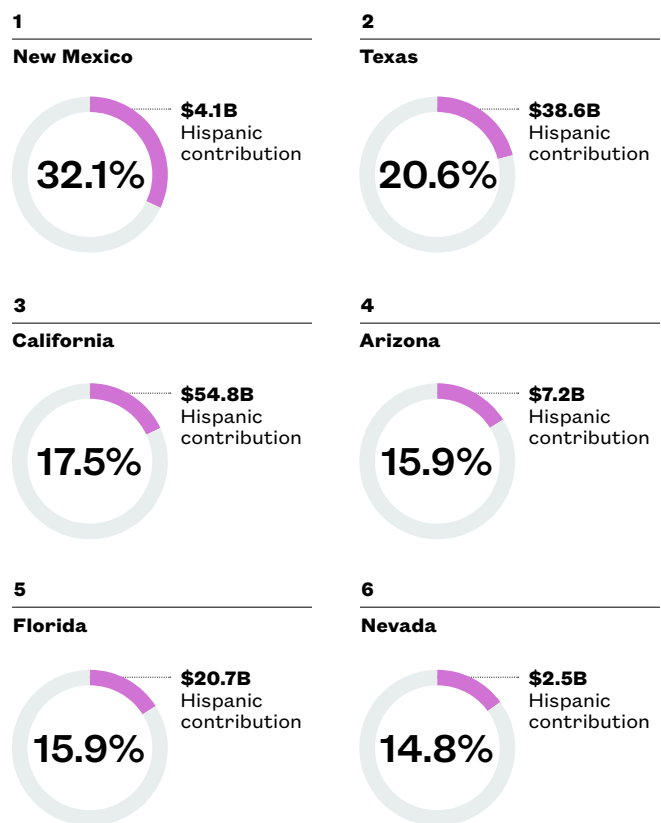 1
New Mexico
32.1%
$4.1B
Hispanic
contribution
2
Texas
20.6%
$38.6B
Hispanic
contribution
3
California
17.5%
$54.8B
Hispanic
contribution
4
Arizona
15.9%
$7.2B
Hispanic
contribution
5
Florida
15.9%
$20.7B
Hispanic
contribution
6
Nevada
14.8%
$2.5B
Hispanic
contribution